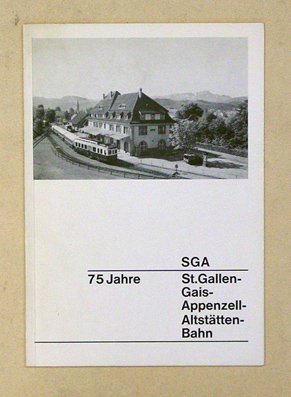 SGA
75 Jahre St.Gallen-
Gais-
Appenzell-
Altstätten-
Bahn